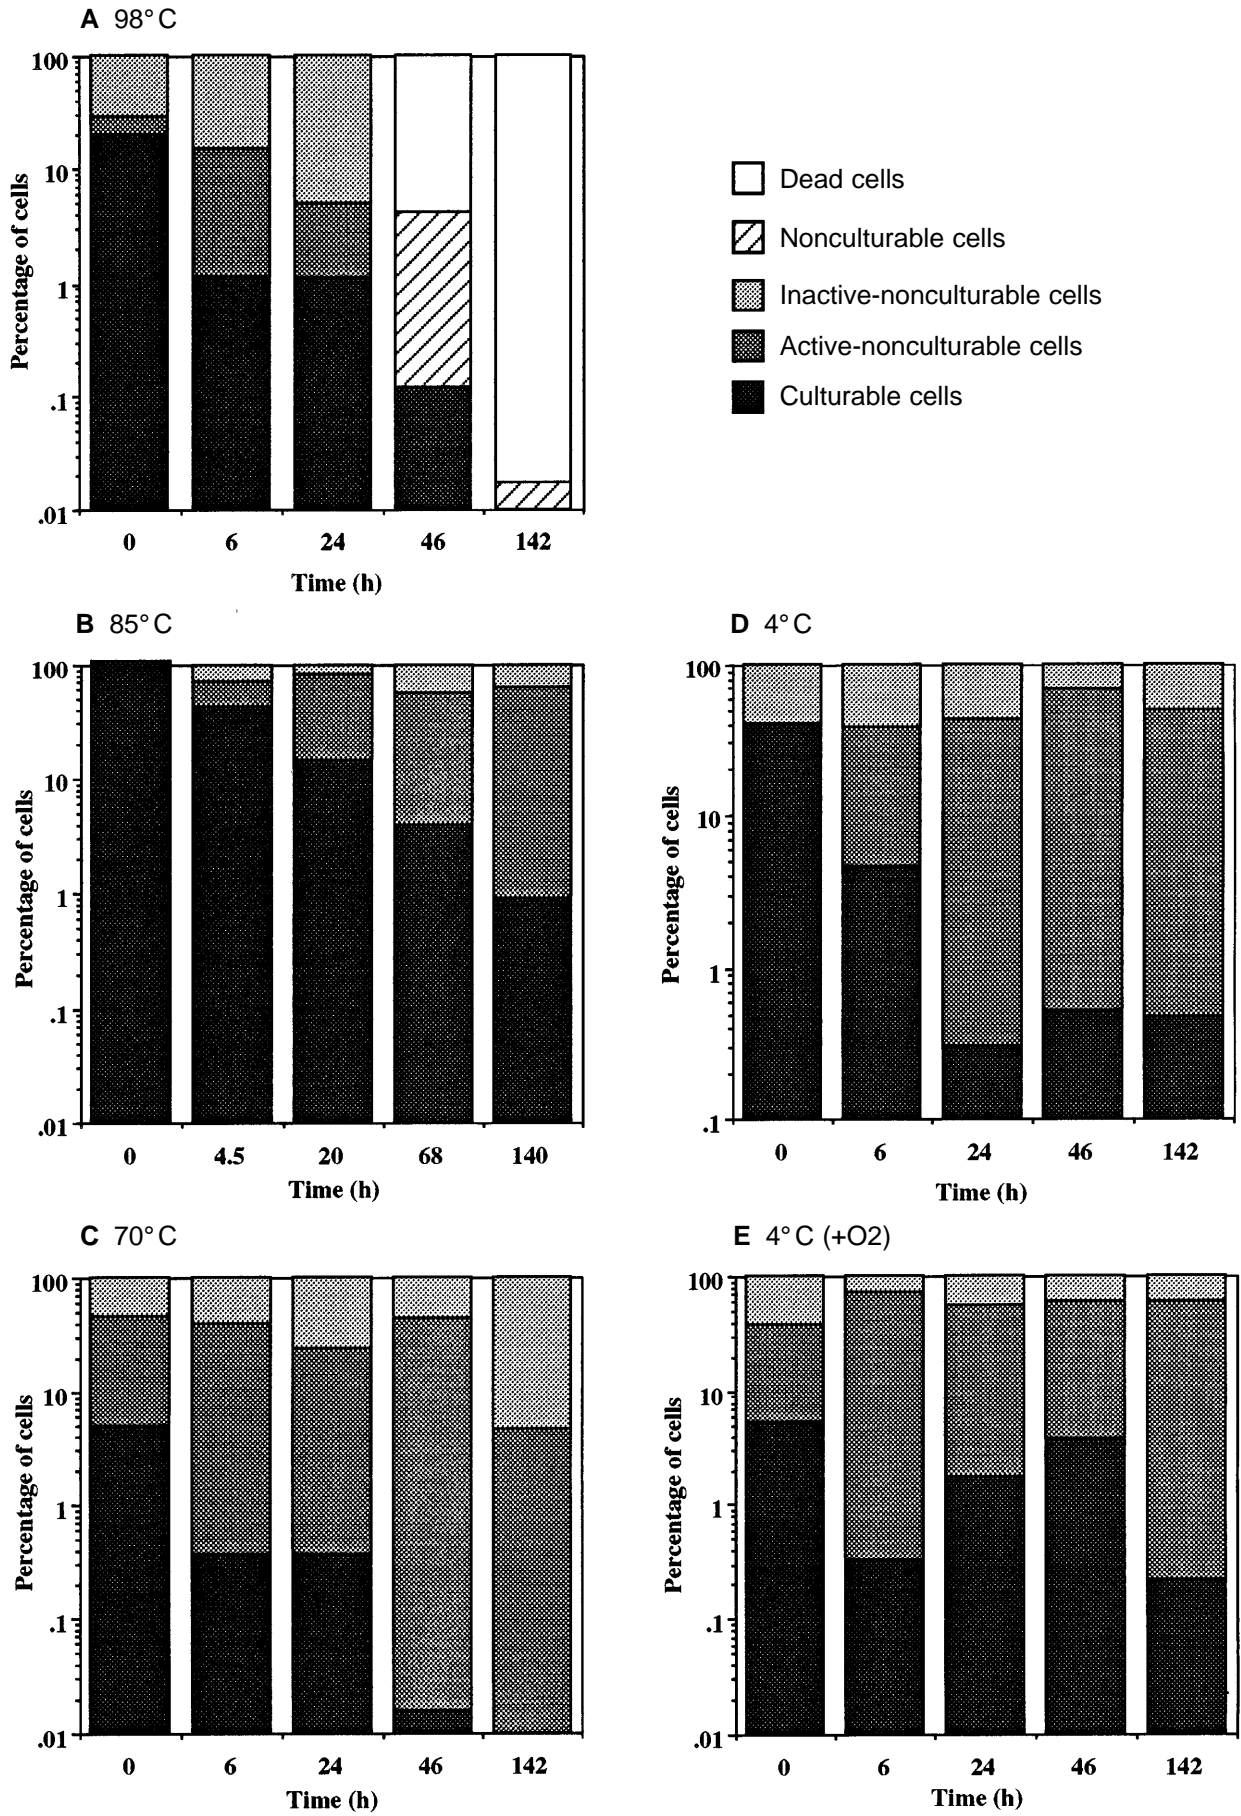 A 98°C
100
10
1
.1
.01
Percentage of cells
0 6 24 46 142
Time (h)
Dead cells
Nonculturable cells
Inactive-nonculturable cells
Active-nonculturable cells
Culturable cells
B 85°C
100
10
1
.1
.01
Percentage of cells
0 4.5 20 68 140
Time (h)
D 4°C
100
10
1
.1
Percentage of cells
0 6 24 46 142
Time (h)
C 70°C
100
10
1
.1
.01
Percentage of cells
0 6 24 46 142
Time (h)
E 4°C (+O2)
100
10
1
.1
.01
Percentage of cells
0 6 24 46 142
Time (h)